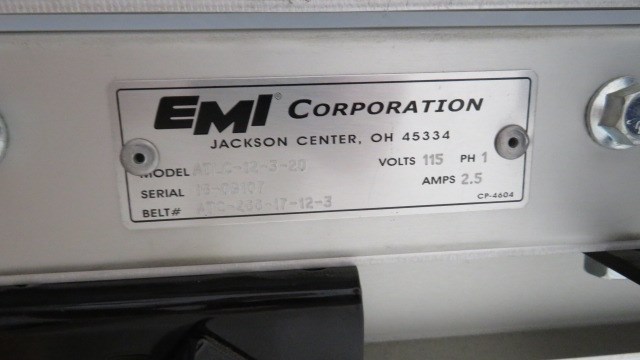 EMI® CORPORATION
JACKSON CENTER, OH 45334
MODEL VOLTS 115 PH 1
SERIAL AMPS 2.5
BELT#
CP-4604